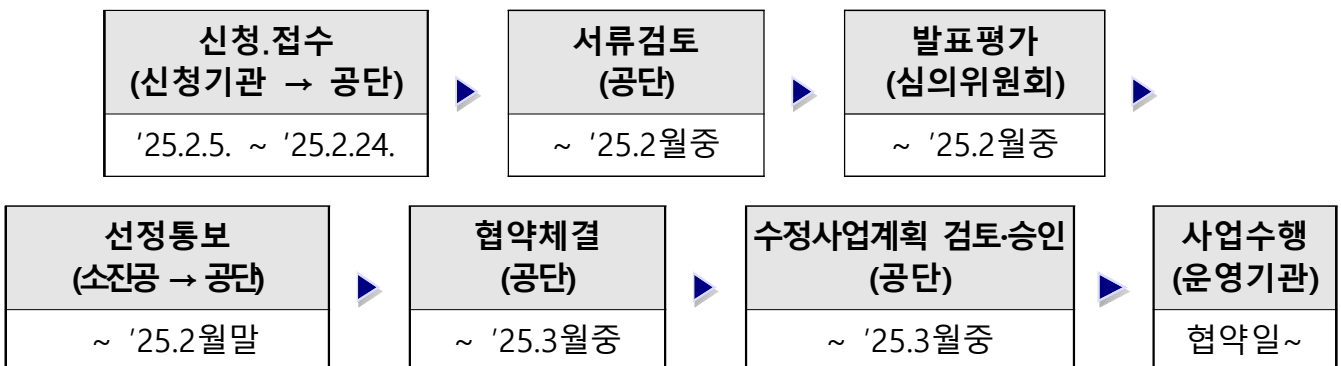 신청.접수
(신청기관 → 공단)
'25.2.5. ~ '25.2.24.
서류검토
(공단)
~ '25.2월중
발표평가
(심의위원회)
~ '25.2월중
선정통보
(소진공 → 공단)
~ '25.2월말
협약체결
(공단)
~ '25.3월중
수정사업계획 검토·승인
(공단)
~ '25.3월중
사업수행
(운영기관)
협약일~